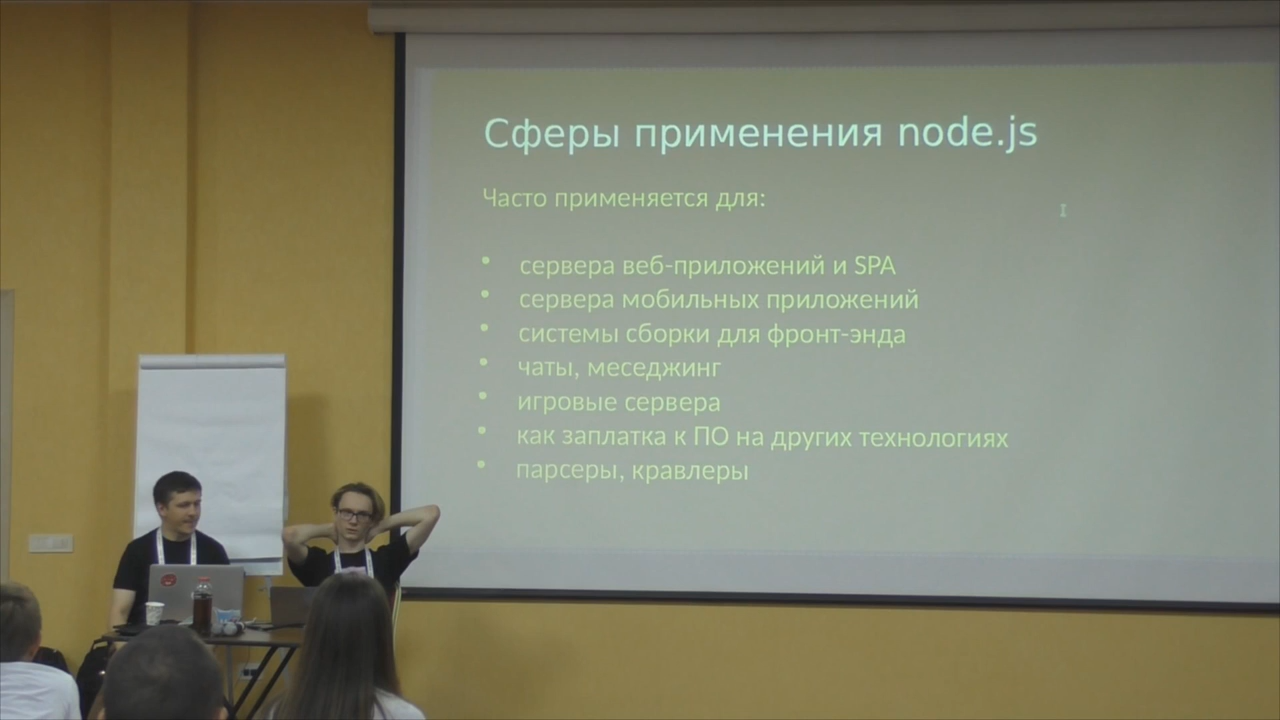 Сферы применения node.js
Часто применяется для:
• сервера веб-приложений и SPA
• сервера мобильных приложений
• системы сборки для фронт-энда
• чаты, меседжинг
• игровые сервера
• как заплатка к ПО на других технологиях
• парсеры, кравлеры